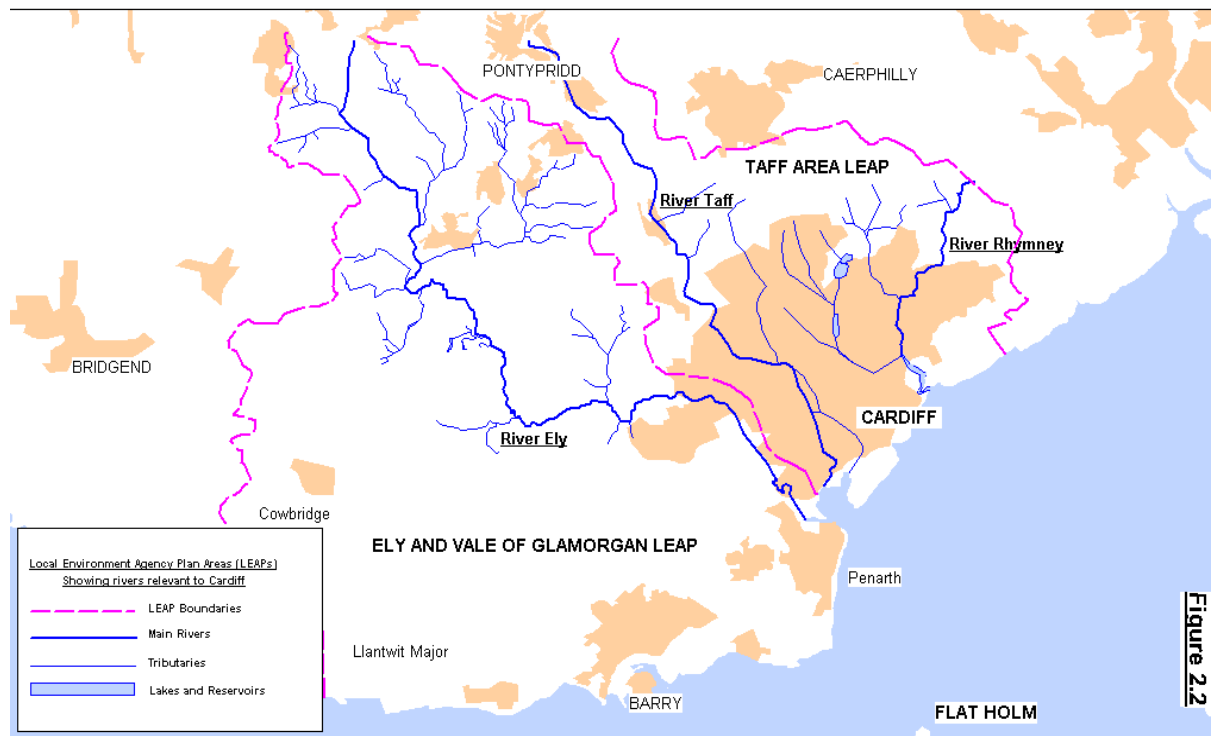 PONTYPRIDD
CAERPHILLY
TAFF AREA LEAP
River Taff
River Rhymney
BRIDGEND
CARDIFF
River Ely
Cowbridge
ELY AND VALE OF GLAMORGAN LEAP
Penarth
Local Environment Agency Plan Areas (LEAPs)
Showing rivers relevant to Cardiff
LEAP Boundaries
Main Rivers
Tributaries
Lakes and Reservoirs
Llantwit Major
BARRY
FLAT HOLM
Figure 2.2